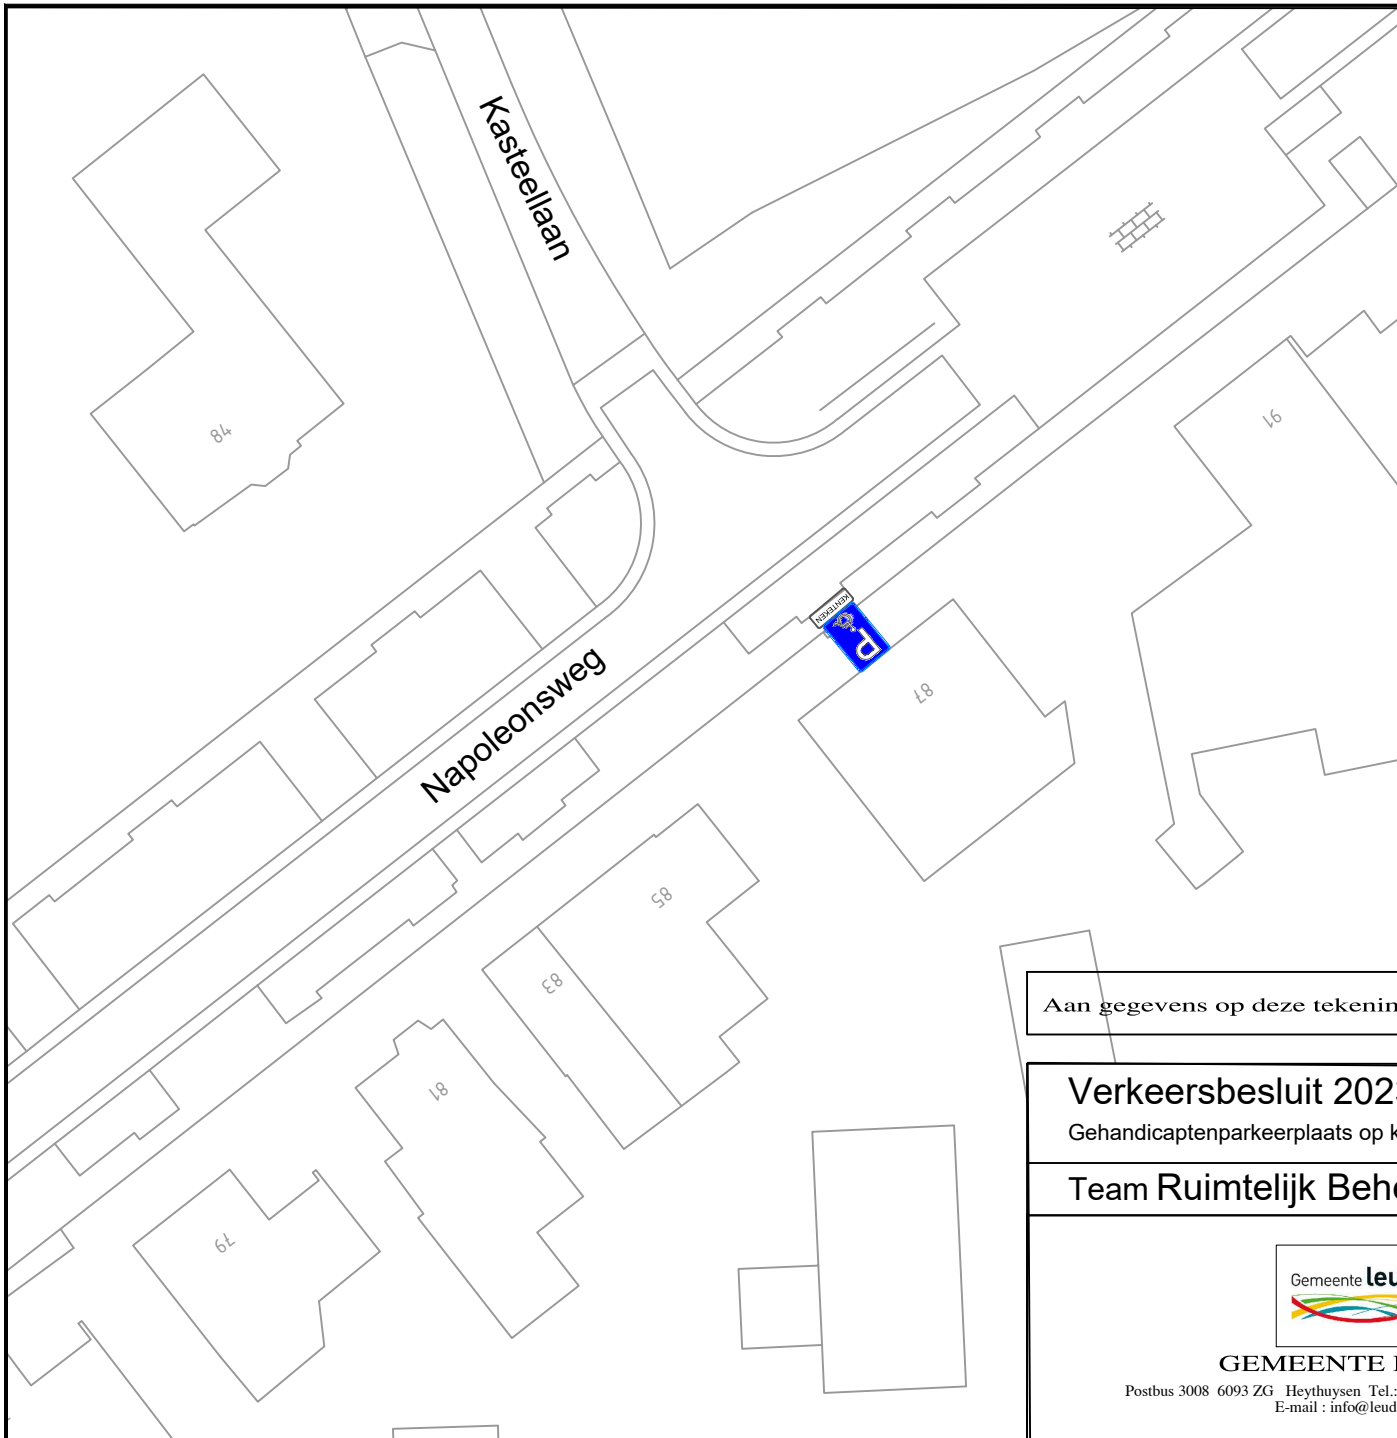 Kasteellaan
84
91
KENTEKEN
P
87
Napoleonsweg
85
83
81
79
Aan gegevens op deze tekenin
Verkeersbesluit 202
Gehandicaptenparkeerplaats op k
Team Ruimtelijk Behe
Gemeente leu
GEMEENTE
Postbus 3008 6093 ZG Heythuysen Tel.:
E-mail : info@leud